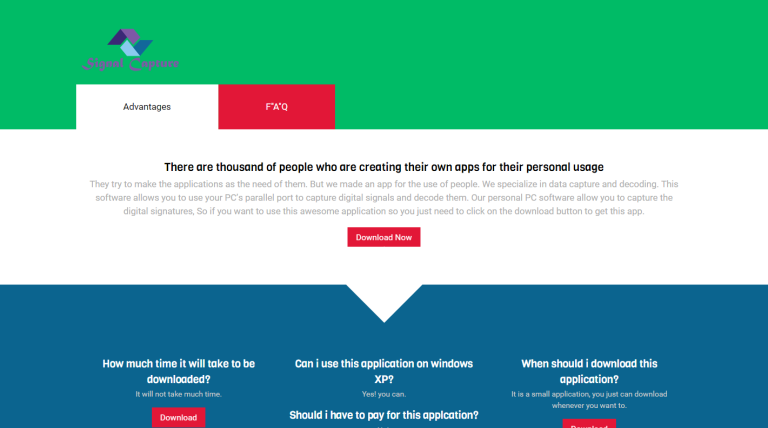 Signal Capture
Advantages
F"A"Q
There are thousand of people who are creating their own apps for their personal usage
They try to make the applications as the need of them. But we made an app for the use of people. We specialize in data capture and decoding. This
software allows you to use your PC's parallel port to capture digital signals and decode them. Our personal PC software allow you to capture the
digital signatures, So if you want to use this awesome application so you just need to click on the download button to get this app.
Download Now
How much time it will take to be
downloaded?
It will not take much time.
Download
Can i use this application on windows
XP?
Yes! you can.
Should i have to pay for this applcation?
When should i download this
application?
It is a small application, you just can download
whenever you want to.
Download